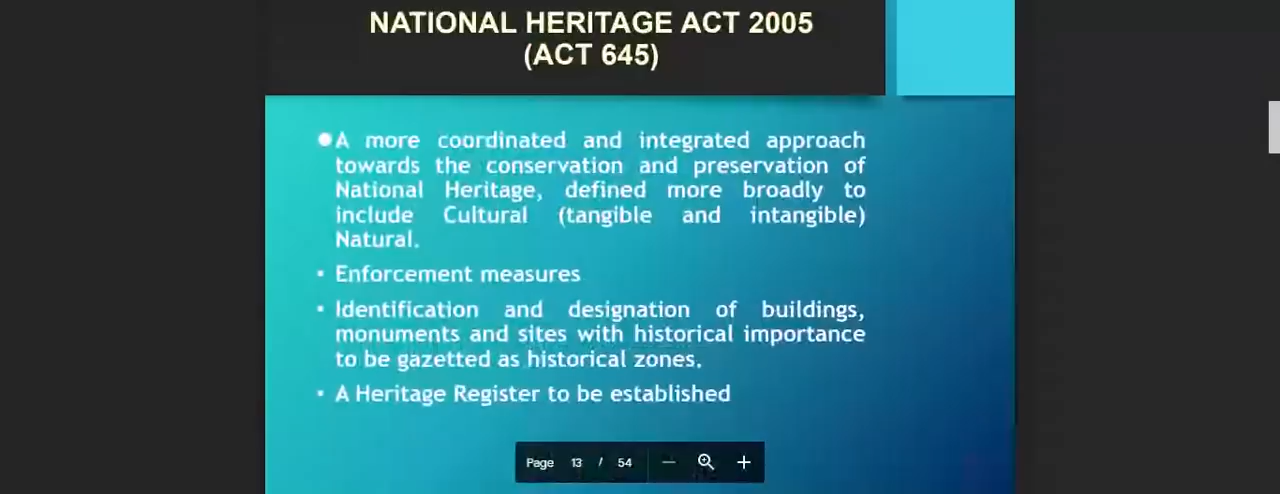 NATIONAL HERITAGE ACT 2005
(ACT 645)
●A more coordinated and integrated approach
towards the conservation and preservation of
National Heritage, defined more broadly to
include Cultural (tangible and intangible)
Natural.
▪ Enforcement measures
▪ Identification and designation of buildings,
monuments and sites with historical importance
to be gazetted as historical zones.
▪ A Heritage Register to be established
Page 13 / 54